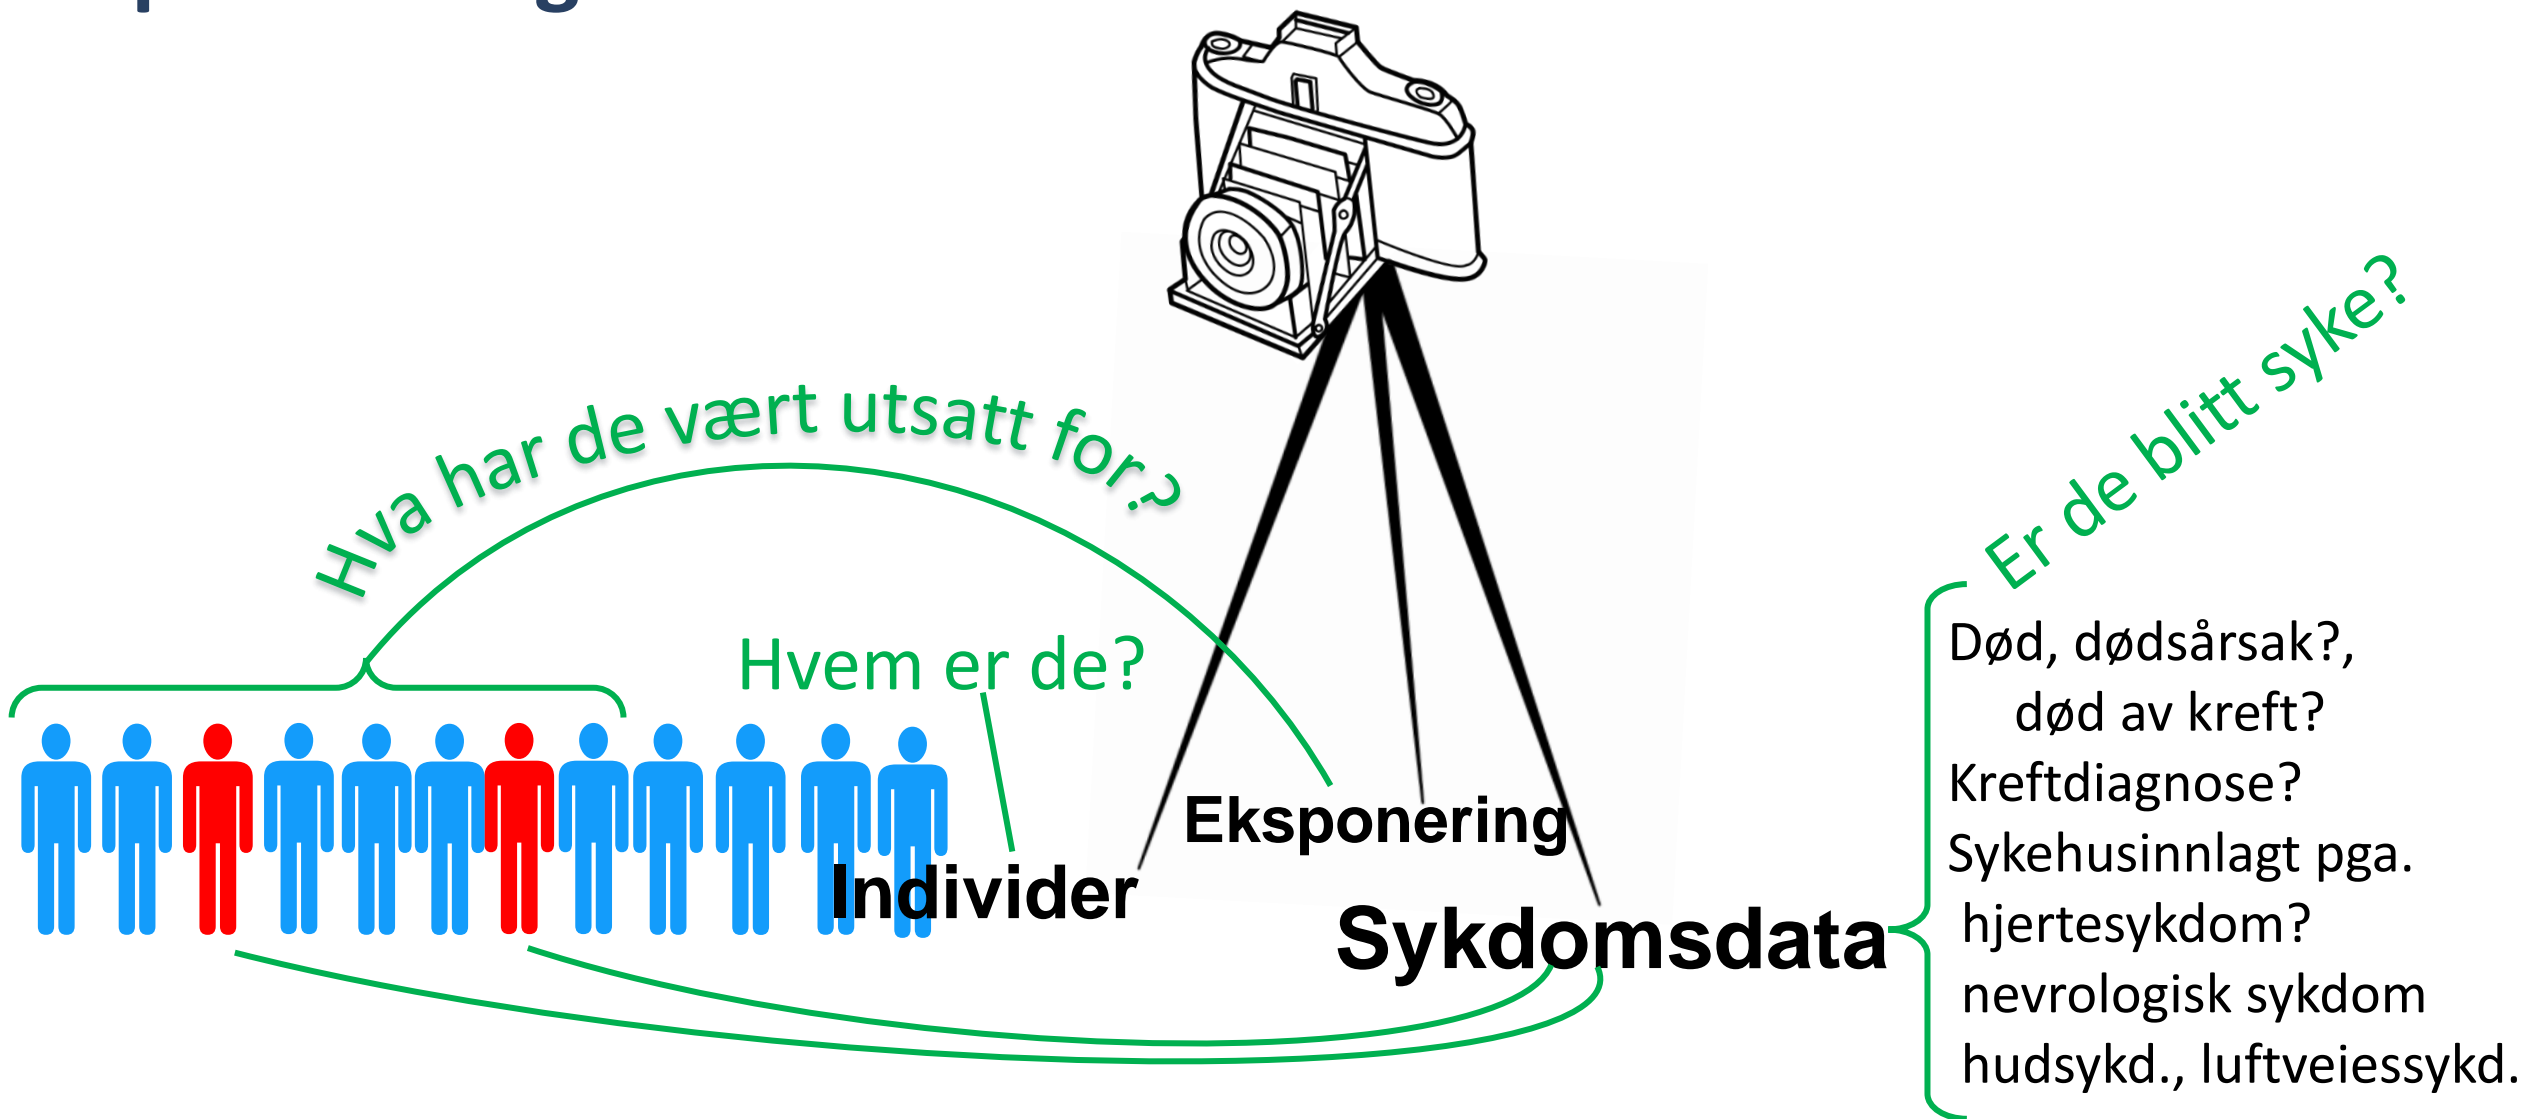 Hva har de vært utsatt for?
Er de blitt syke?
Hvem er de?
Individer
Eksponering
Sykdomsdata
Død, dødsårsak?,
død av kreft?
Kreftdiagnose?
Sykehusinnlagt pga.
hjertesykdom?
nevrologisk sykdom
hudsykd., luftveiessykd.